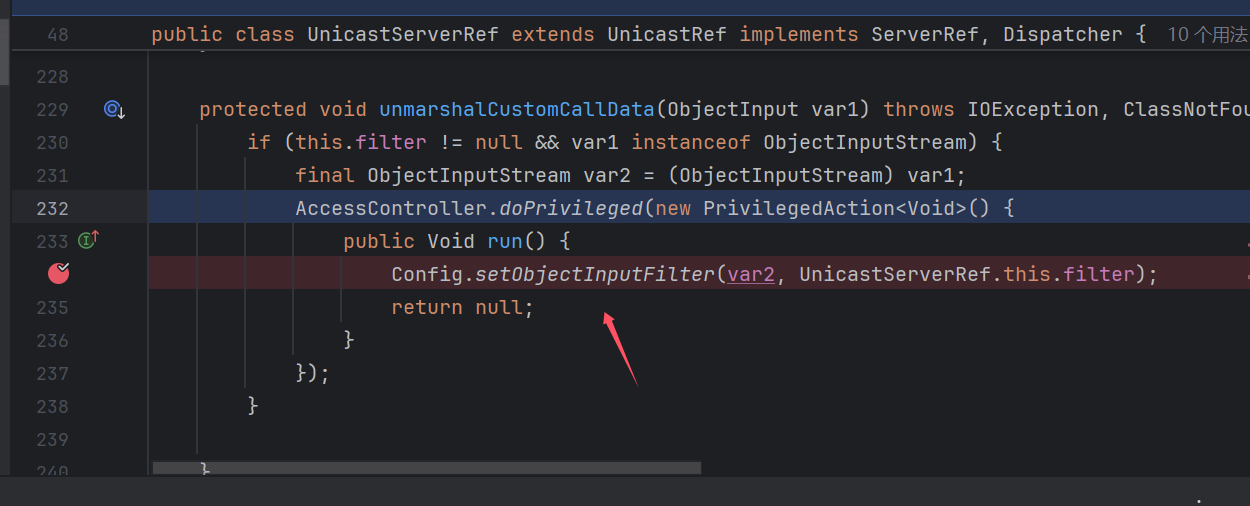 48 public class UnicastServerRef extends UnicastRef implements ServerRef, Dispatcher { 10 个用法
228
229 protected void unmarshalCustomCallData(ObjectInput var1) throws IOException, ClassNotFou
230 if (this.filter != null && var1 instanceof ObjectInputStream) {
231 final ObjectInputStream var2 = (ObjectInputStream) var1;
232 AccessController.doPrivileged(new PrivilegedAction<Void>() {
233 public Void run() {
Config.setObjectInputFilter(var2, UnicastServerRef.this.filter);
235 return null;
236 }
237 });
238 }
239
240 }